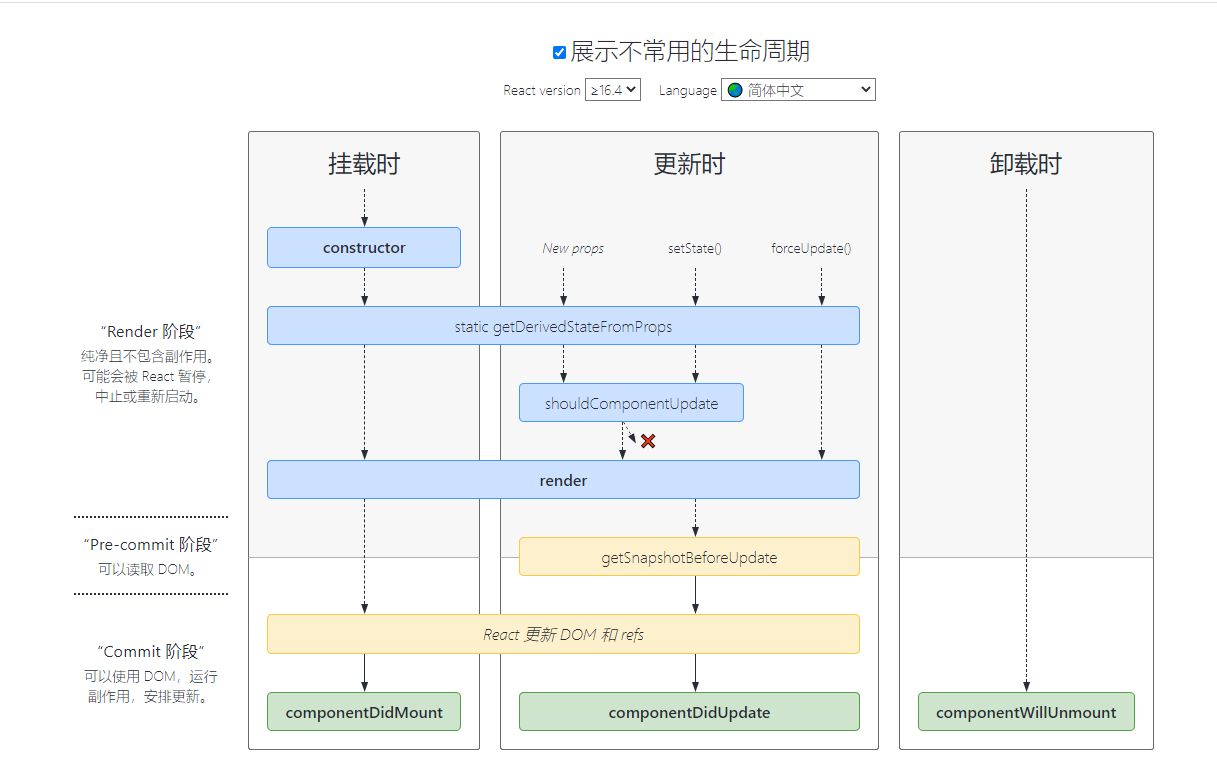 展示不常用的生命周期
React version ≥16.4 Language 简体中文
挂载时
更新时
卸载时
constructor
New props
setState()
forceUpdate()
static getDerivedStateFromProps
“Render 阶段”
纯净且不包含副作用。
可能会被 React 暂停，
中止或重新启动。
shouldComponentUpdate
render
“Pre-commit 阶段”
可以读取 DOM。
getSnapshotBeforeUpdate
React 更新 DOM 和 refs
“Commit 阶段”
可以使用 DOM，运行
副作用，安排更新。
componentDidMount
componentDidUpdate
componentWillUnmount